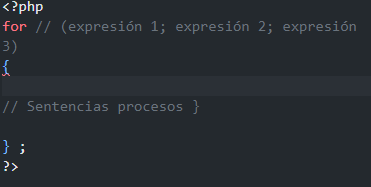 <?php
for // (expresión 1; expresión 2; expresión
3)
{
// Sentencias procesos }
} ;
?>